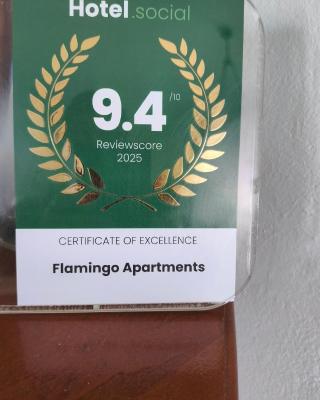 Hotel.social
9.4/10
Reviewscore
2025
CERTIFICATE OF EXCELLENCE
Flamingo Apartments